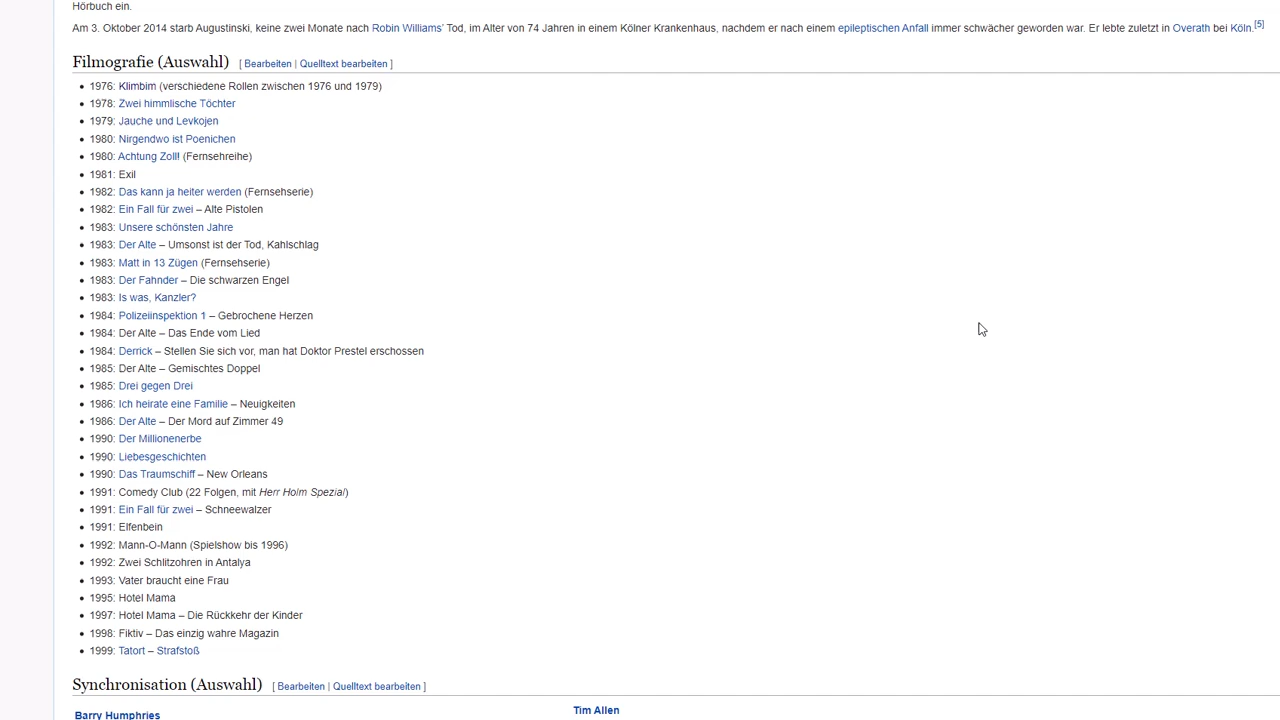 Hörbuch ein.
Am 3. Oktober 2014 starb Augustinski, keine zwei Monate nach Robin Williams' Tod, im Alter von 74 Jahren in einem Kölner Krankenhaus, nachdem er nach einem epileptischen Anfall immer schwächer geworden war. Er lebte zuletzt in Overath bei Köln.[5]
Filmografie (Auswahl) [ Bearbeiten | Quelltext bearbeiten ]
1976: Klimbim (verschiedene Rollen zwischen 1976 und 1979)
1978: Zwei himmlische Töchter
1979: Jauche und Levkojen
1980: Nirgendwo ist Poenichen
1980: Achtung Zoll! (Fernsehreihe)
1981: Exil
1982: Das kann ja heiter werden (Fernsehserie)
1982: Ein Fall für zwei – Alte Pistolen
1983: Unsere schönsten Jahre
1983: Der Alte – Umsonst ist der Tod, Kahlschlag
1983: Matt in 13 Zügen (Fernsehserie)
1983: Der Fahnder – Die schwarzen Engel
1983: Is was, Kanzler?
1984: Polizeiinspektion 1 – Gebrochene Herzen
1984: Der Alte – Das Ende vom Lied
1984: Derrick – Stellen Sie sich vor, man hat Doktor Prestel erschossen
1985: Der Alte – Gemischtes Doppel
1985: Drei gegen Drei
1986: Ich heirate eine Familie – Neuigkeiten
1986: Der Alte – Der Mord auf Zimmer 49
1990: Der Millionenerbe
1990: Liebesgeschichten
1990: Das Traumschiff – New Orleans
1991: Comedy Club (22 Folgen, mit Herr Holm Spezial)
1991: Ein Fall für zwei – Schneewalzer
1991: Elfenbein
1992: Mann-O-Mann (Spielshow bis 1996)
1992: Zwei Schlitzohren in Antalya
1993: Vater braucht eine Frau
1995: Hotel Mama
1997: Hotel Mama – Die Rückkehr der Kinder
1998: Fiktiv – Das einzig wahre Magazin
1999: Tatort – Strafstoß
Synchronisation (Auswahl) [ Bearbeiten | Quelltext bearbeiten ]
Barry Humphries
Tim Allen